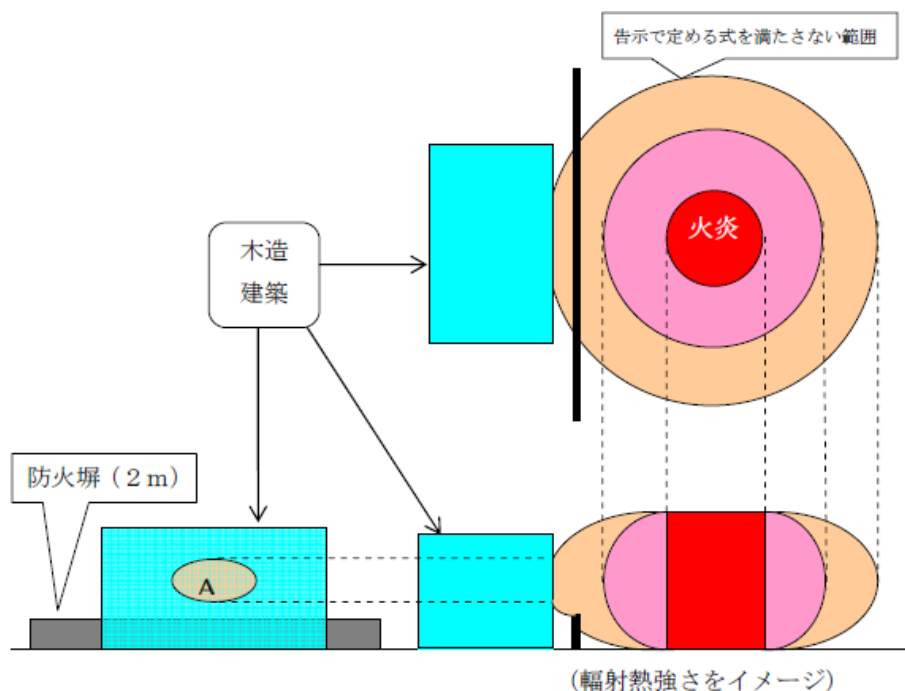 告示で定める式を満たさない範囲
火炎
木造
建築
防火塀（２ｍ）
A
（輻射熱強さをイメージ）